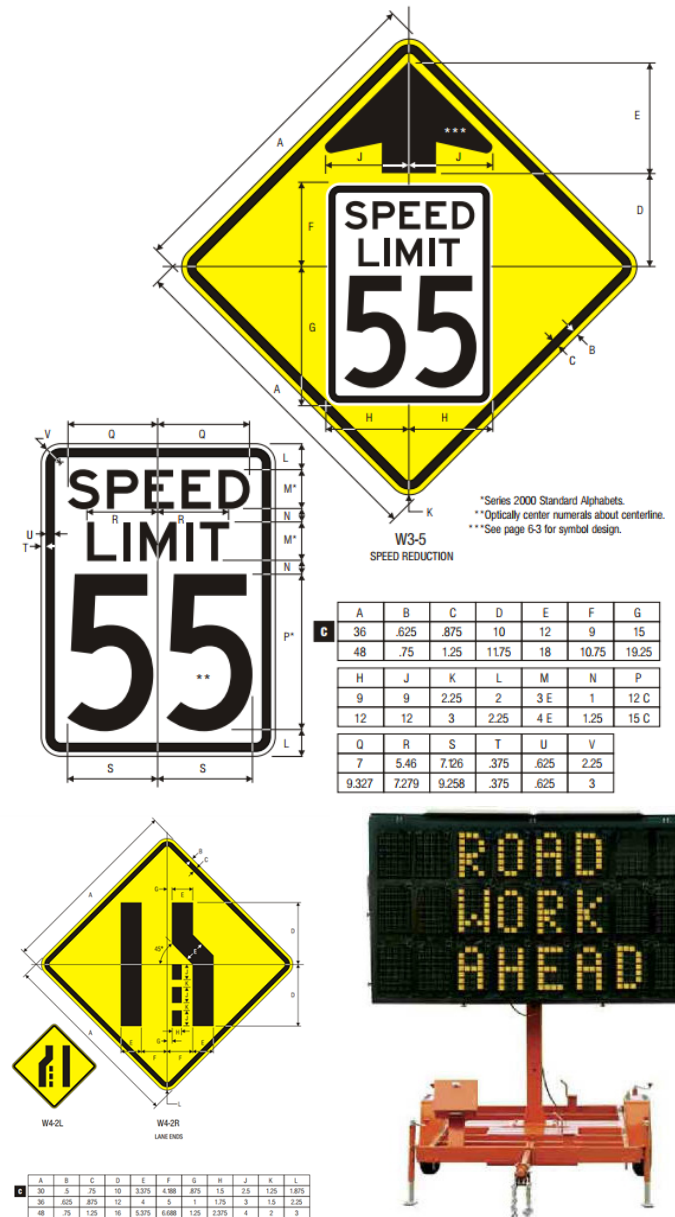 A
J
***
J
E
F
SPEED
LIMIT
55
D
G
A
B
C
H
H
K
W3-5
SPEED REDUCTION
*Series 2000 Standard Alphabets.
**Optically center numerals about centerline.
***See page 6-3 for symbol design.
V
Q
Q
L
SPEED
M*
R
R
N
U
LIMIT
M*
T
N
55
P*
**
L
S
S
C
A B C D E F G
36 .625 .875 10 12 9 15
48 .75 1.25 11.75 18 10.75 19.25
H J K L M N P
9 9 2.25 2 3 E 1 12 C
12 12 3 2.25 4 E 1.25 15 C
Q R S T U V
7 5.46 7.126 .375 .625 2.25
9.327 7.279 9.258 .375 .625 3
A
B
C
G
E
D
45°
E
J
K
J
K
J
D
A
H
G
E
F
F
E
L
W4-2L
W4-2R
LANE ENDS
C
A B C D E F G H J K L
30 .5 .75 10 3.375 4.188 .875 1.5 2.5 1.25 1.875
36 .625 .875 12 4 5 1 1.75 3 1.5 2.25
48 .75 1.25 16 5.375 6.688 1.25 2.375 4 2 3
ROAD
WORK
AHEAD